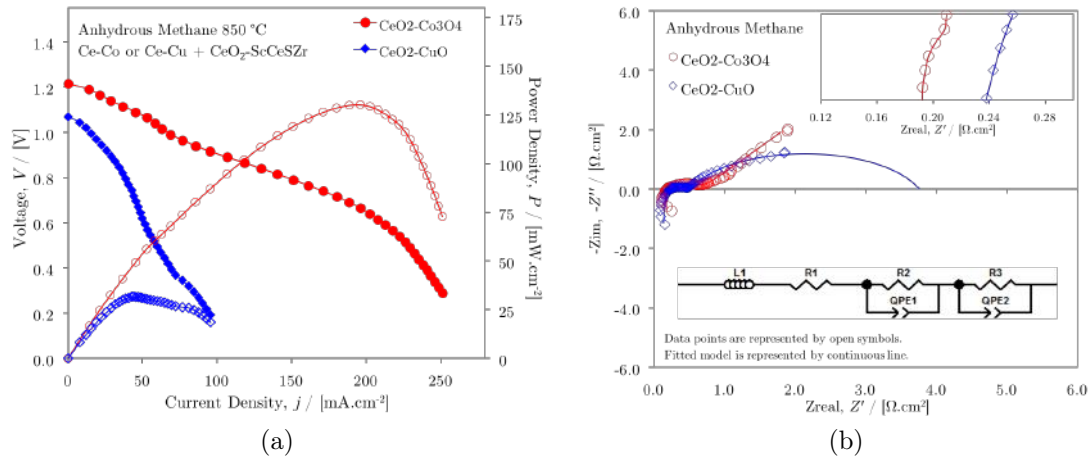 Anhydrous Methane 850 °C
Ce-Co or Ce-Cu + CeO₂-ScCeSZr
CeO2-Co3O4
CeO2-CuO
Voltage, V / [V]
1.4
1.2
1.0
0.8
0.6
0.4
0.2
0.0
Power Density, P / [mW.cm⁻²]
175
150
125
100
75
50
25
0
0 50 100 150 200 250
Current Density, j / [mA.cm⁻²]
(a)
Anhydrous Methane
CeO2-Co3O4
CeO2-CuO
-Zim, -Z'' / [Ω.cm²]
6.0
4.0
2.0
0.0
-2.0
-4.0
-6.0
0.12 0.16 0.20 0.24 0.28
Zreal, Z' / [Ω.cm²]
L1 R1 R2 R3
QPE1 QPE2
Data points are represented by open symbols.
Fitted model is represented by continuous line.
0.0 1.0 2.0 3.0 4.0 5.0 6.0
Zreal, Z' / [Ω.cm²]
(b)